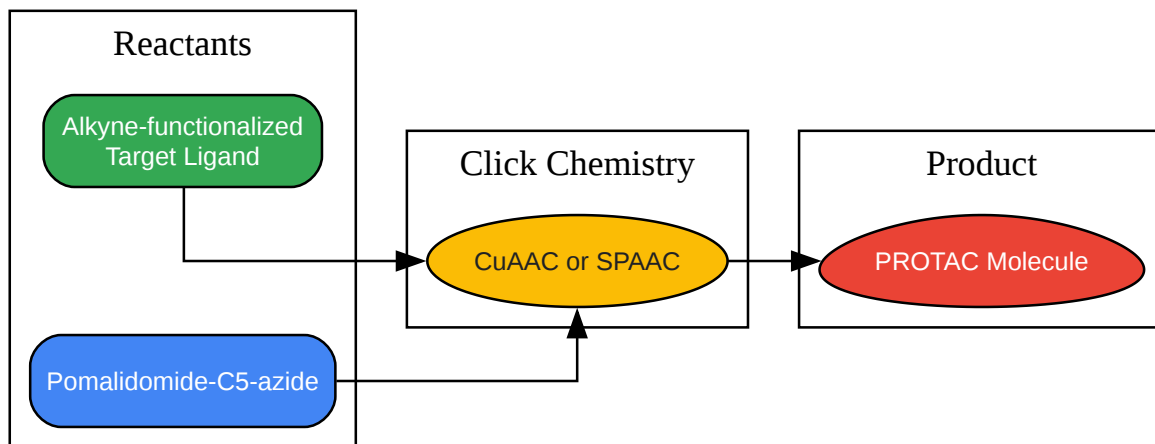 Reactants
Alkyne-functionalized
Target Ligand
Pomalidomide-C5-azide
Click Chemistry
CuAAC or SPAAC
Product
PROTAC Molecule